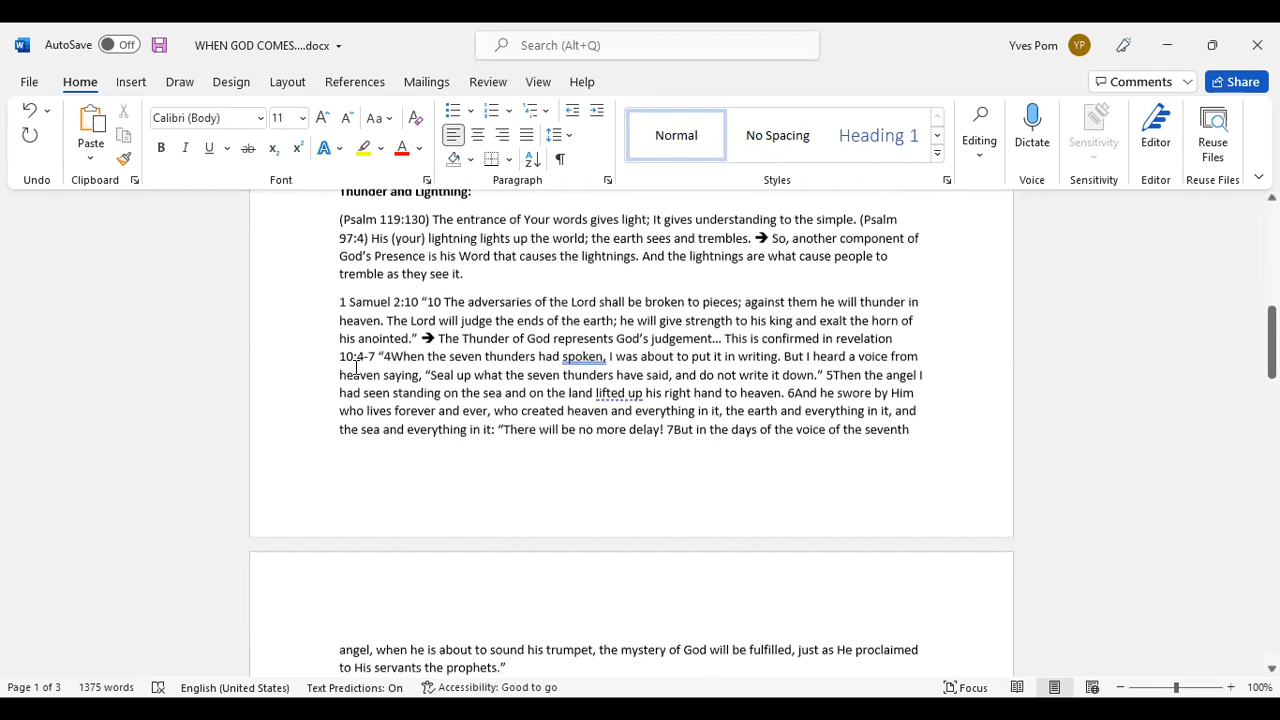 AutoSave Off WHEN GOD COMES....docx Search (Alt+Q) Yves Pom YP
File Home Insert Draw Design Layout References Mailings Review View Help Comments Share
Calibri (Body) 11 Aa Normal No Spacing Heading 1
Paste Editing Dictate Sensitivity Editor Reuse Files
Undo Clipboard Font Paragraph Styles Voice Sensitivity Editor Reuse Files
Thunder and Lightning:
(Psalm 119:130) The entrance of Your words gives light; It gives understanding to the simple. (Psalm
97:4) His (your) lightning lights up the world; the earth sees and trembles. 🡺 So, another component of
God’s Presence is his Word that causes the lightnings. And the lightnings are what cause people to
tremble as they see it.
1 Samuel 2:10 “10 The adversaries of the Lord shall be broken to pieces; against them he will thunder in
heaven. The Lord will judge the ends of the earth; he will give strength to his king and exalt the horn of
his anointed.” 🡺 The Thunder of God represents God’s judgement… This is confirmed in revelation
10:4-7 “4When the seven thunders had spoken, I was about to put it in writing. But I heard a voice from
heaven saying, “Seal up what the seven thunders have said, and do not write it down.” 5Then the angel I
had seen standing on the sea and on the land lifted up his right hand to heaven. 6And he swore by Him
who lives forever and ever, who created heaven and everything in it, the earth and everything in it, and
the sea and everything in it: “There will be no more delay! 7But in the days of the voice of the seventh
angel, when he is about to sound his trumpet, the mystery of God will be fulfilled, just as He proclaimed
to His servants the prophets.”
Page 1 of 3 1375 words English (United States) Text Predictions: On Accessibility: Good to go Focus 100%